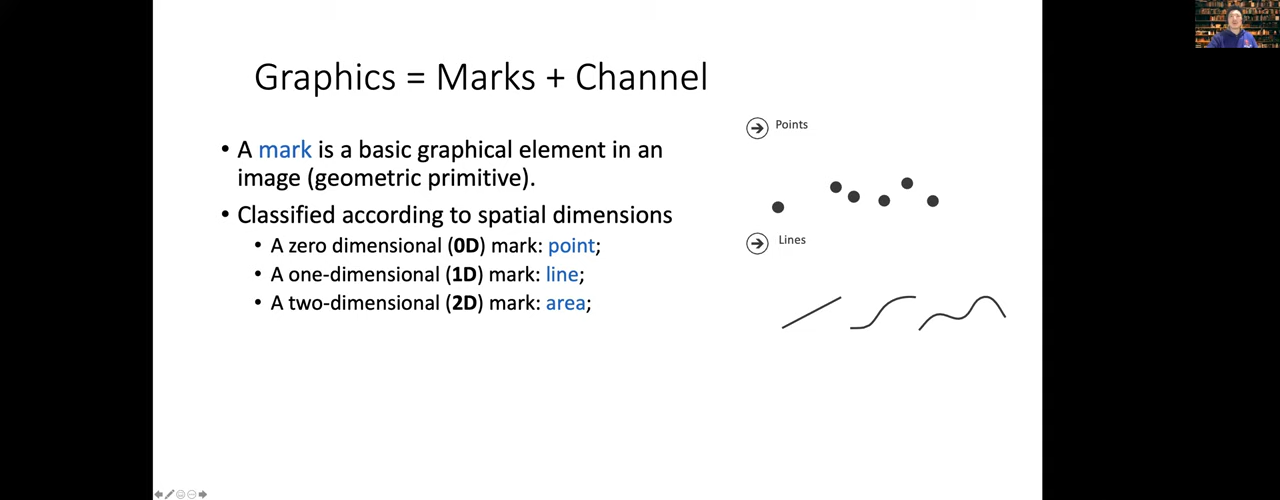 Graphics = Marks + Channel
• A mark is a basic graphical element in an
image (geometric primitive).
• Classified according to spatial dimensions
• A zero dimensional (0D) mark: point;
• A one-dimensional (1D) mark: line;
• A two-dimensional (2D) mark: area;
Points
Lines